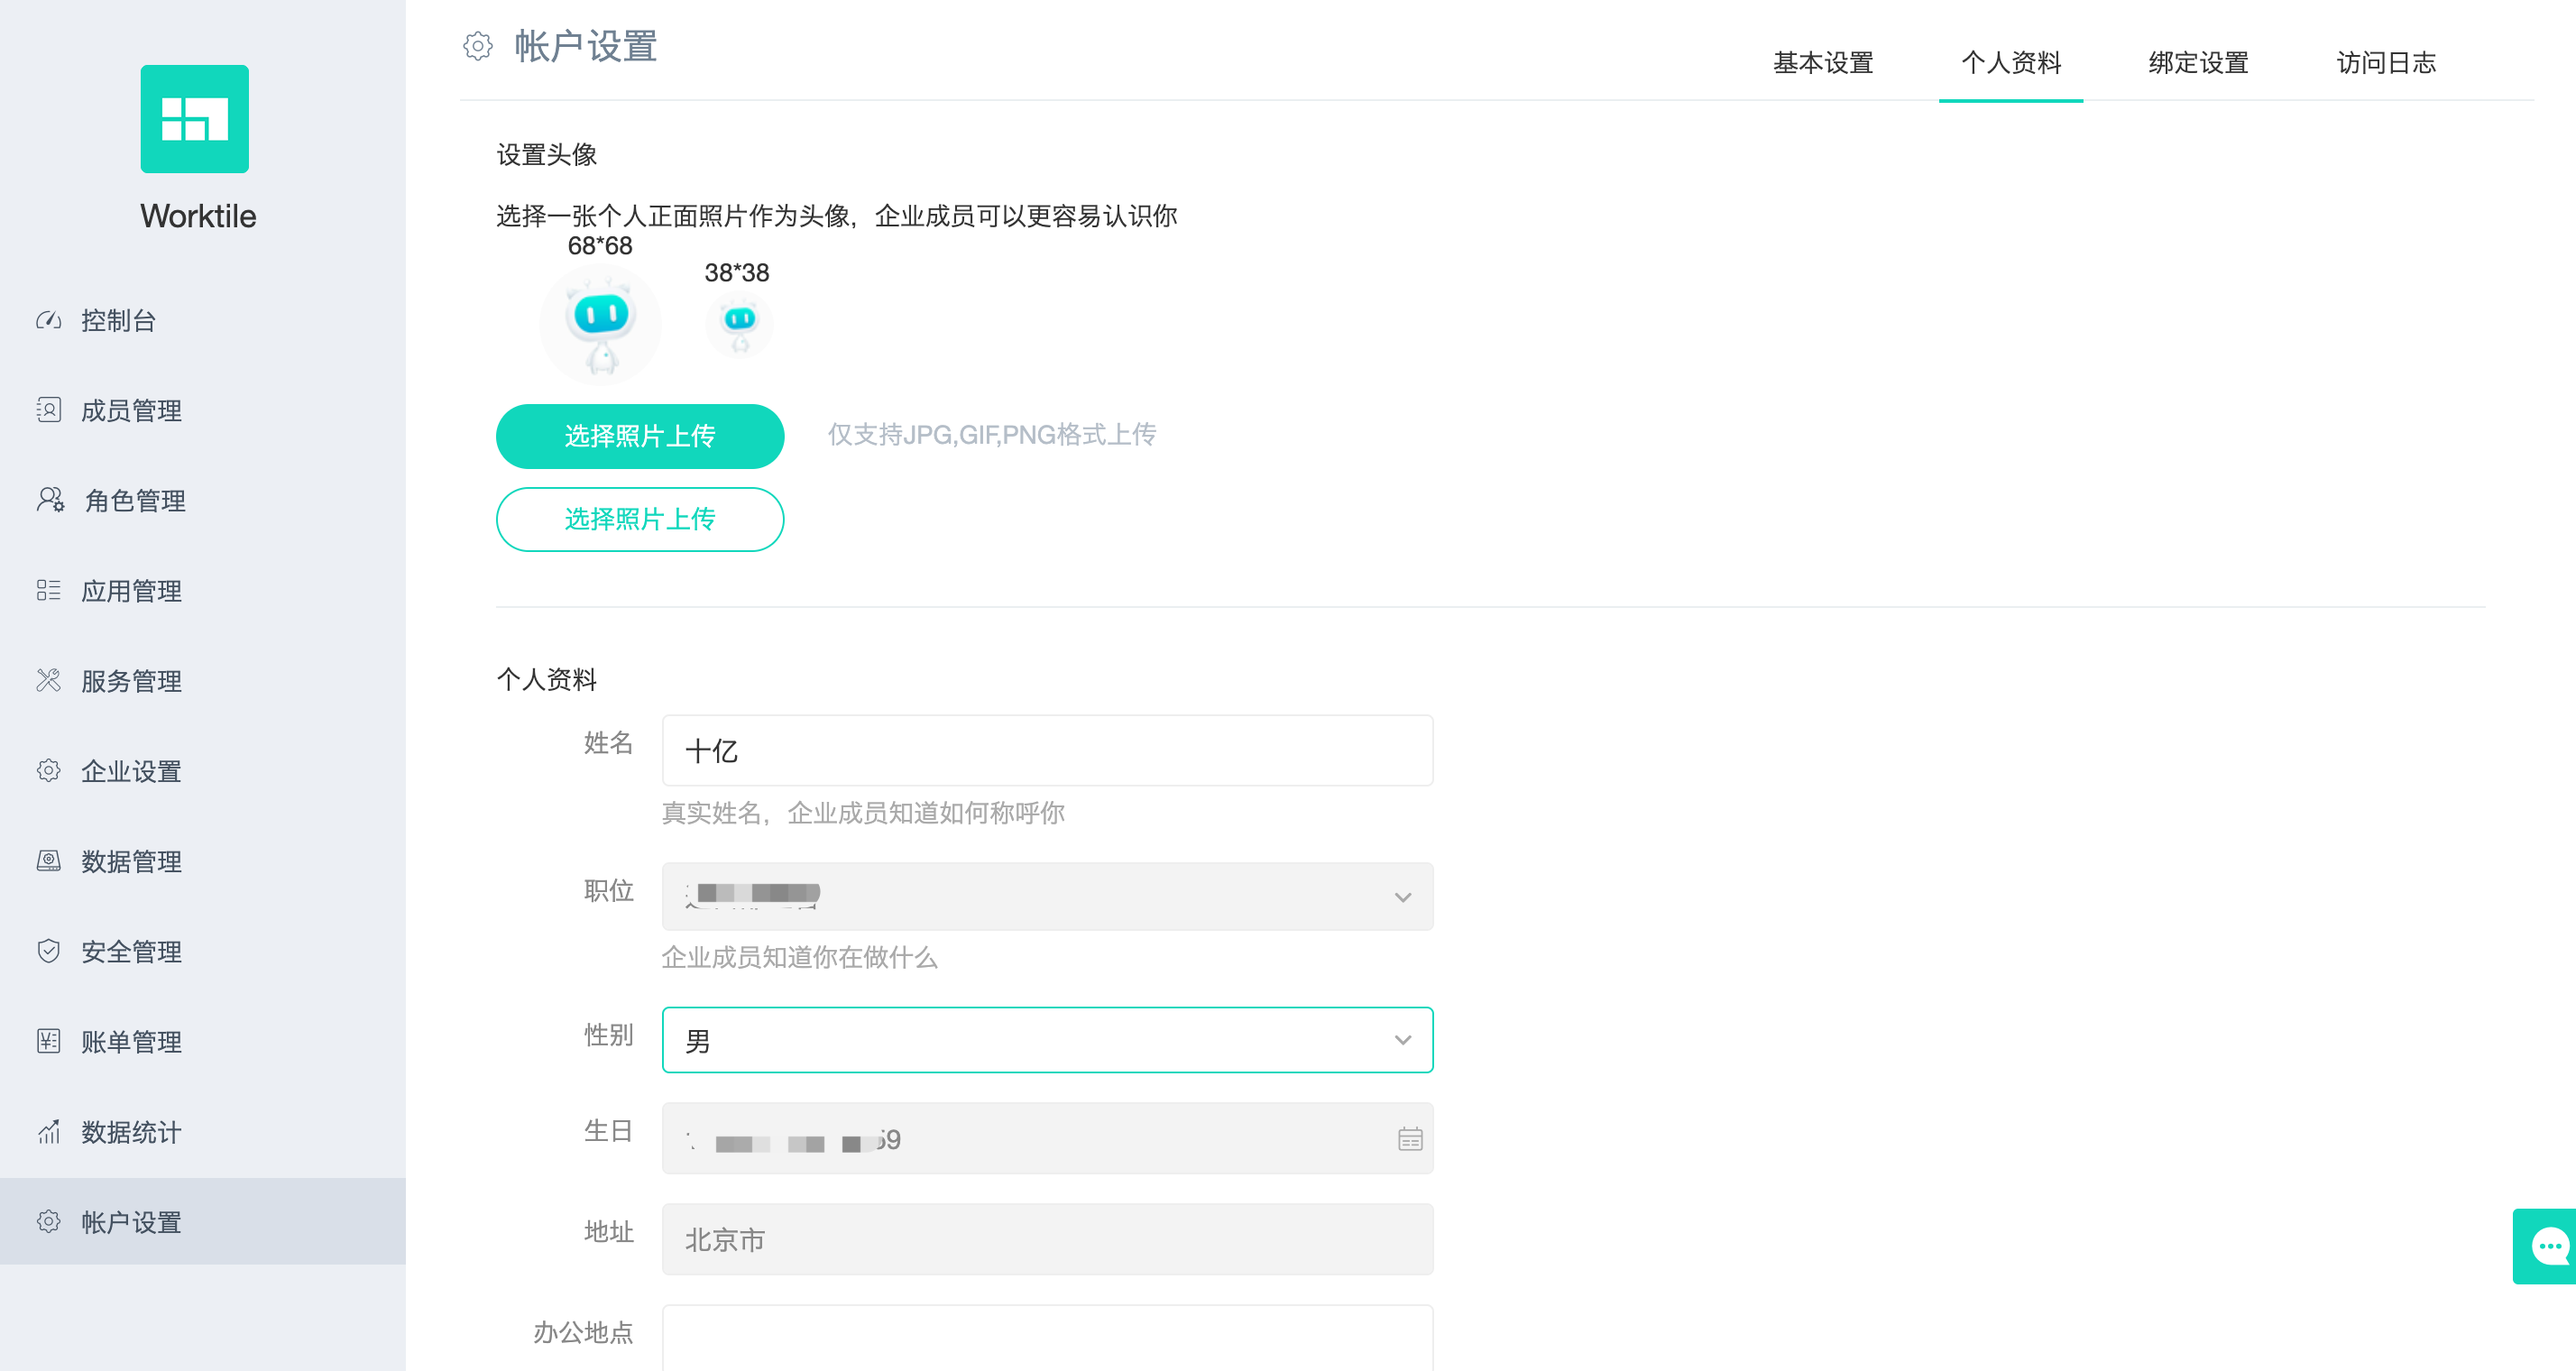 Worktile
控制台
成员管理
角色管理
应用管理
服务管理
企业设置
数据管理
安全管理
账单管理
数据统计
帐户设置
帐户设置
基本设置 个人资料 绑定设置 访问日志
设置头像
选择一张个人正面照片作为头像，企业成员可以更容易认识你
68*68
38*38
选择照片上传 仅支持JPG,GIF,PNG格式上传
选择照片上传
个人资料
姓名 十亿
真实姓名，企业成员知道如何称呼你
职位
企业成员知道你在做什么
性别 男
生日
地址 北京市
办公地点